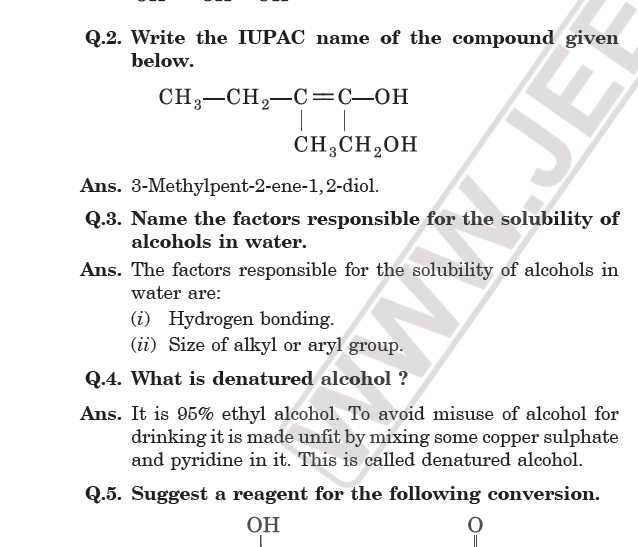 Q.2. Write the IUPAC name of the compound given
below.
CH₃—CH₂—C═C—OH
CH₃CH₂OH
Ans. 3-Methylpent-2-ene-1,2-diol.
Q.3. Name the factors responsible for the solubility of
alcohols in water.
Ans. The factors responsible for the solubility of alcohols in
water are:
(i) Hydrogen bonding.
(ii) Size of alkyl or aryl group.
Q.4. What is denatured alcohol ?
Ans. It is 95% ethyl alcohol. To avoid misuse of alcohol for
drinking it is made unfit by mixing some copper sulphate
and pyridine in it. This is called denatured alcohol.
Q.5. Suggest a reagent for the following conversion.
OH O
WWW.JEE